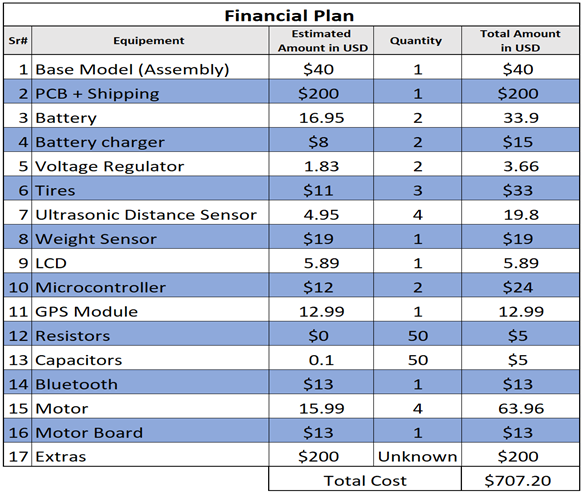 Financial Plan
Sr# Equipement Estimated Amount in USD Quantity Total Amount in USD
1 Base Model (Assembly) $40 1 $40
2 PCB + Shipping $200 1 $200
3 Battery 16.95 2 33.9
4 Battery charger $8 2 $15
5 Voltage Regulator 1.83 2 3.66
6 Tires $11 3 $33
7 Ultrasonic Distance Sensor 4.95 4 19.8
8 Weight Sensor $19 1 $19
9 LCD 5.89 1 5.89
10 Microcontroller $12 2 $24
11 GPS Module 12.99 1 12.99
12 Resistors $0 50 $5
13 Capacitors 0.1 50 $5
14 Bluetooth $13 1 $13
15 Motor 15.99 4 63.96
16 Motor Board $13 1 $13
17 Extras $200 Unknown $200
Total Cost $707.20